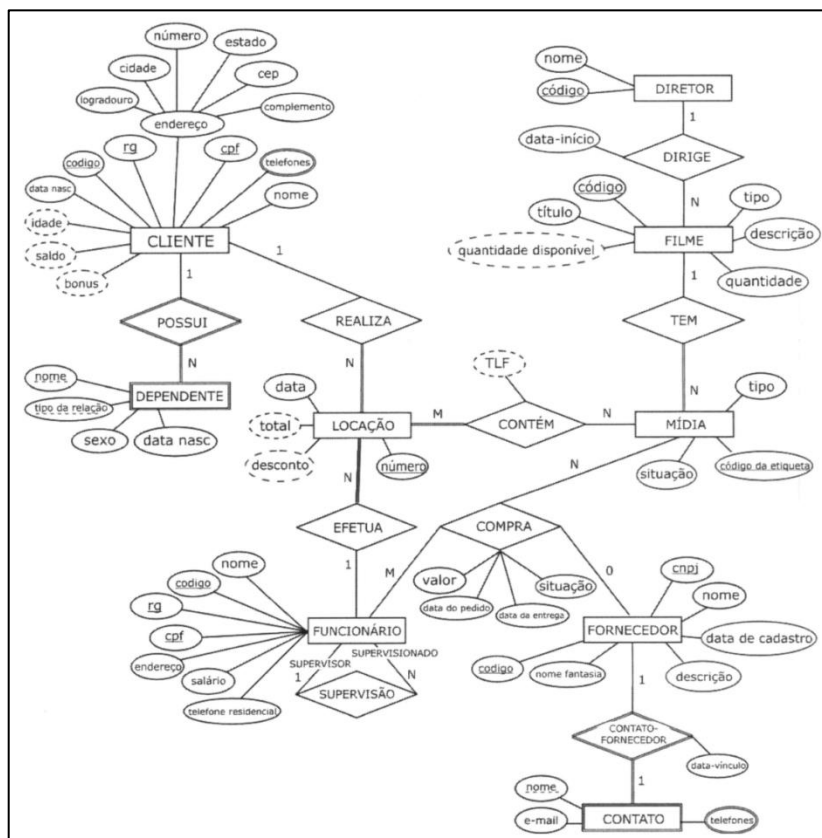 número
estado
cidade
cep
logradouro
complemento
endereço
rg
cpf
codigo
telefones
data nasc
nome
idade
saldo
bonus
CLIENTE
1
1
POSSUI
REALIZA
N
N
nome
DEPENDENTE
tipo da relação
sexo
data nasc
nome
código
DIRETOR
1
data-início
DIRIGE
código
N
tipo
título
FILME
descrição
quantidade disponível
1
quantidade
TEM
TLF
N
tipo
data
total
LOCAÇÃO
M
CONTÉM
N
MÍDIA
desconto
N
número
situação
código da etiqueta
N
EFETUA
COMPRA
1
M
O
nome
codigo
rg
cpf
endereço
salário
telefone residencial
FUNCIONÁRIO
SUPERVISOR
SUPERVISIONADO
1
N
SUPERVISÃO
valor
situação
data do pedido
data da entrega
cnpj
nome
FORNECEDOR
data de cadastro
codigo
nome fantasia
descrição
1
CONTATO-
FORNECEDOR
data-vínculo
1
nome
e-mail
CONTATO
telefones